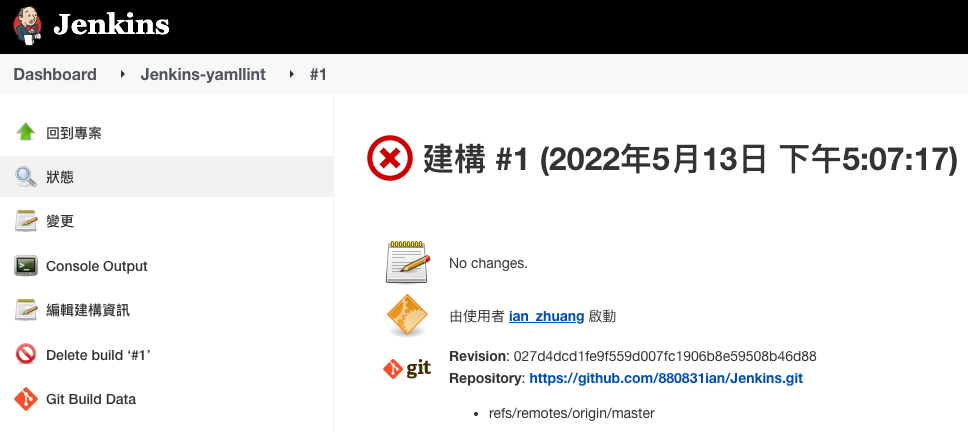 Jenkins
Dashboard ‣ Jenkins-yamllint ‣ #1
回到專案
狀態
變更
Console Output
編輯建構資訊
Delete build ‘#1’
Git Build Data
建構 #1 (2022年5月13日 下午5:07:17)
No changes.
由使用者 ian_zhuang 啟動
git
Revision: 027d4dcd1fe9f559d007fc1906b8e59508b46d88
Repository: https://github.com/880831ian/Jenkins.git
• refs/remotes/origin/master